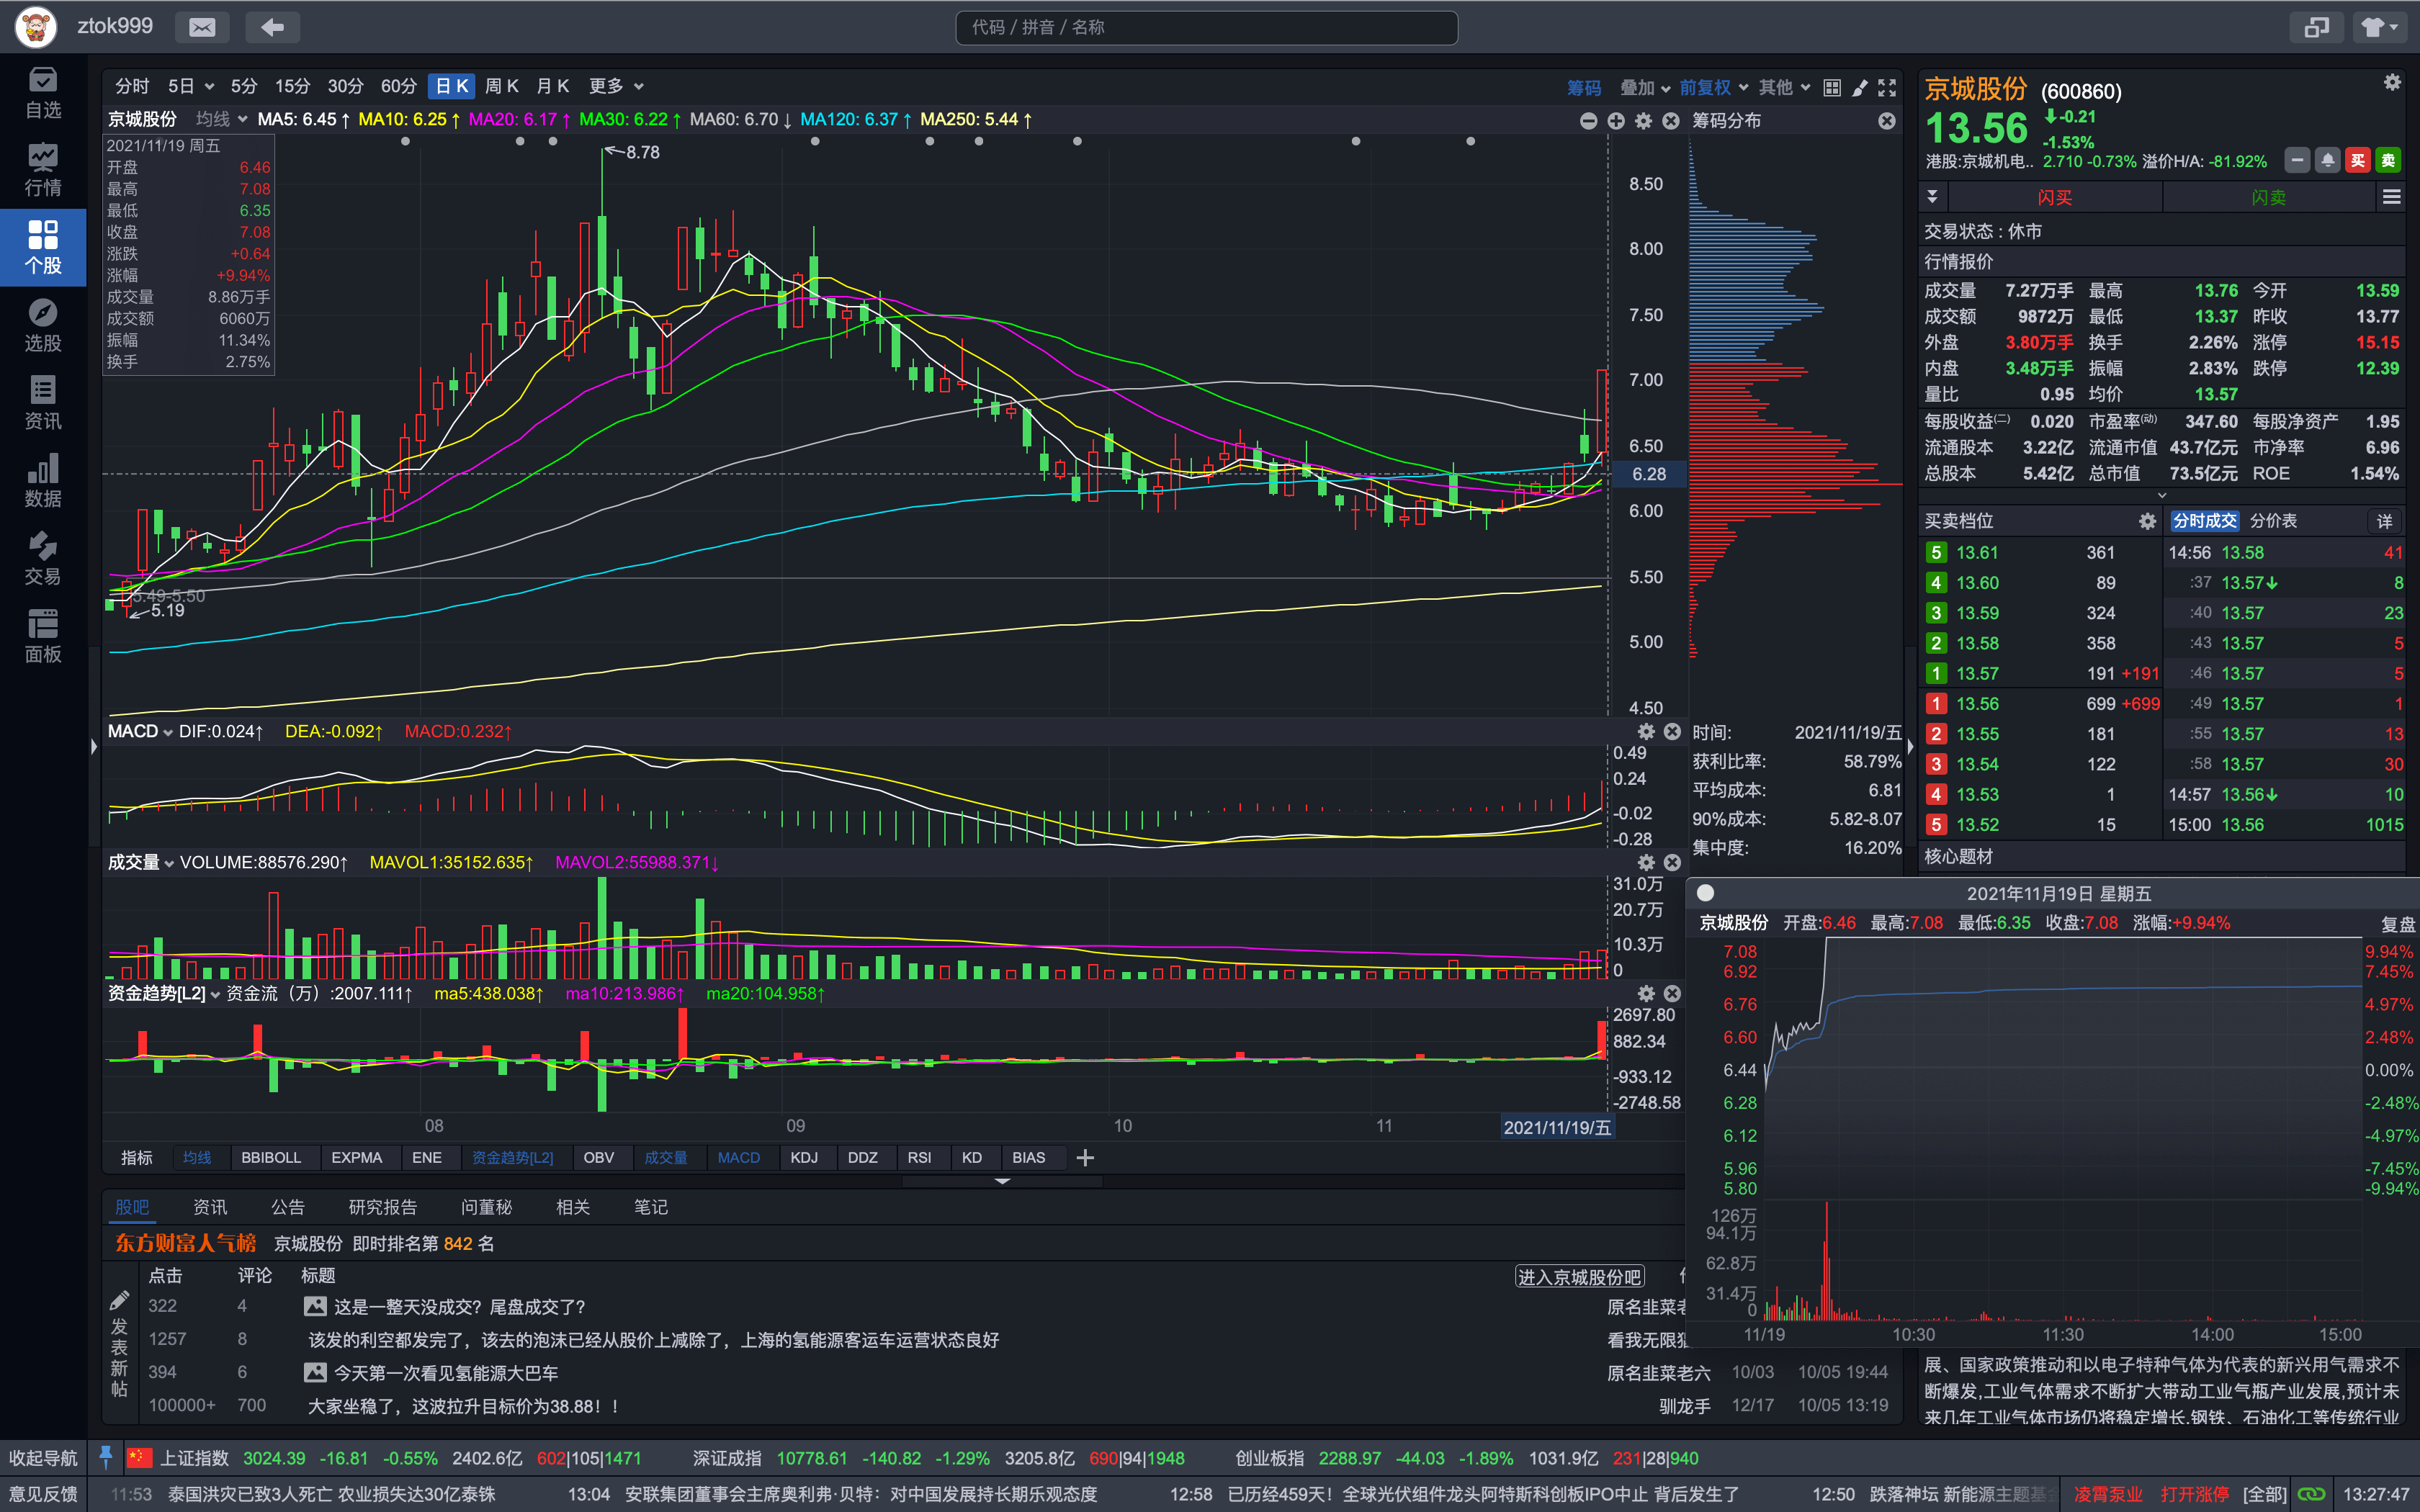 ztok999
代码 / 拼音 / 名称
自选
行情
个股
选股
资讯
数据
交易
面板
分时 5日 5分 15分 30分 60分 日K 周K 月K 更多 筹码 叠加 前复权 其他
京城股份 均线 MA5: 6.45↑ MA10: 6.25↑ MA20: 6.17↑ MA30: 6.22↑ MA60: 6.70↓ MA120: 6.37↑ MA250: 5.44↑
筹码分布
2021/11/19 周五
开盘 6.46
最高 7.08
最低 6.35
收盘 7.08
涨跌 +0.64
涨幅 +9.94%
成交量 8.86万手
成交额 6060万
振幅 11.34%
换手 2.75%
8.78
5.49-5.50
5.19
8.50
8.00
7.50
7.00
6.50
6.28
6.00
5.50
5.00
4.50
MACD DIF:0.024↑ DEA:-0.092↑ MACD:0.232↑
0.49
0.24
-0.02
-0.28
成交量 VOLUME:88576.290↑ MAVOL1:35152.635↑ MAVOL2:55988.371↓
31.0万
20.7万
10.3万
0
资金趋势[L2] 资金流（万）:2007.111↑ ma5:438.038↑ ma10:213.986↑ ma20:104.958↑
2697.80
882.34
-933.12
-2748.58
08 09 10 11 2021/11/19/五
指标 均线 BBIBOLL EXPMA ENE 资金趋势[L2] OBV 成交量 MACD KDJ DDZ RSI KD BIAS
时间: 2021/11/19/五
获利比率: 58.79%
平均成本: 6.81
90%成本: 5.82-8.07
集中度: 16.20%
股吧 资讯 公告 研究报告 问董秘 相关 笔记
东方财富人气榜 京城股份 即时排名第 842 名
点击 评论 标题 进入京城股份吧
发表新帖
322 4 这是一整天没成交？尾盘成交了？ 原名韭菜老
1257 8 该发的利空都发完了，该去的泡沫已经从股价上减除了，上海的氢能源客运车运营状态良好 看我无限
394 6 今天第一次看见氢能源大巴车 原名韭菜老六 10/03 10/05 19:44
100000+ 700 大家坐稳了，这波拉升目标价为38.88！！ 驯龙手 12/17 10/05 13:19
京城股份 (600860)
13.56 -0.21
-1.53%
港股:京城机电.. 2.710 -0.73% 溢价H/A: -81.92% 买 卖
闪买 闪卖
交易状态 : 休市
行情报价
成交量 7.27万手 最高 13.76 今开 13.59
成交额 9872万 最低 13.37 昨收 13.77
外盘 3.80万手 换手 2.26% 涨停 15.15
内盘 3.48万手 振幅 2.83% 跌停 12.39
量比 0.95 均价 13.57
每股收益(二) 0.020 市盈率(动) 347.60 每股净资产 1.95
流通股本 3.22亿 流通市值 43.7亿元 市净率 6.96
总股本 5.42亿 总市值 73.5亿元 ROE 1.54%
买卖档位 分时成交 分价表 详
5 13.61 361 14:56 13.58 41
4 13.60 89 :37 13.57↓ 8
3 13.59 324 :40 13.57 23
2 13.58 358 :43 13.57 5
1 13.57 191 +191 :46 13.57 5
1 13.56 699 +699 :49 13.57 1
2 13.55 181 :55 13.57 13
3 13.54 122 :58 13.57 30
4 13.53 1 14:57 13.56↓ 10
5 13.52 15 15:00 13.56 1015
核心题材
2021年11月19日 星期五
京城股份 开盘:6.46 最高:7.08 最低:6.35 收盘:7.08 涨幅:+9.94% 复盘
7.08 9.94%
6.92 7.45%
6.76 4.97%
6.60 2.48%
6.44 0.00%
6.28 -2.48%
6.12 -4.97%
5.96 -7.45%
5.80 -9.94%
126万
94.1万
62.8万
31.4万
0
11/19 10:30 11:30 14:00 15:00
展、国家政策推动和以电子特种气体为代表的新兴用气需求不
断爆发,工业气体需求不断扩大带动工业气瓶产业发展,预计未
来几年工业气体市场仍将稳定增长,钢铁、石油化工等传统行业
收起导航 上证指数 3024.39 -16.81 -0.55% 2402.6亿 602|105|1471 深证成指 10778.61 -140.82 -1.29% 3205.8亿 690|94|1948 创业板指 2288.97 -44.03 -1.89% 1031.9亿 231|28|940
意见反馈 11:53 泰国洪灾已致3人死亡 农业损失达30亿泰铢 13:04 安联集团董事会主席奥利弗·贝特：对中国发展持长期乐观态度 12:58 已历经459天！全球光伏组件龙头阿特斯科创板IPO中止 背后发生了 12:50 跌落神坛 新能源主题基金 凌霄泵业 打开涨停 [全部] 13:27:47